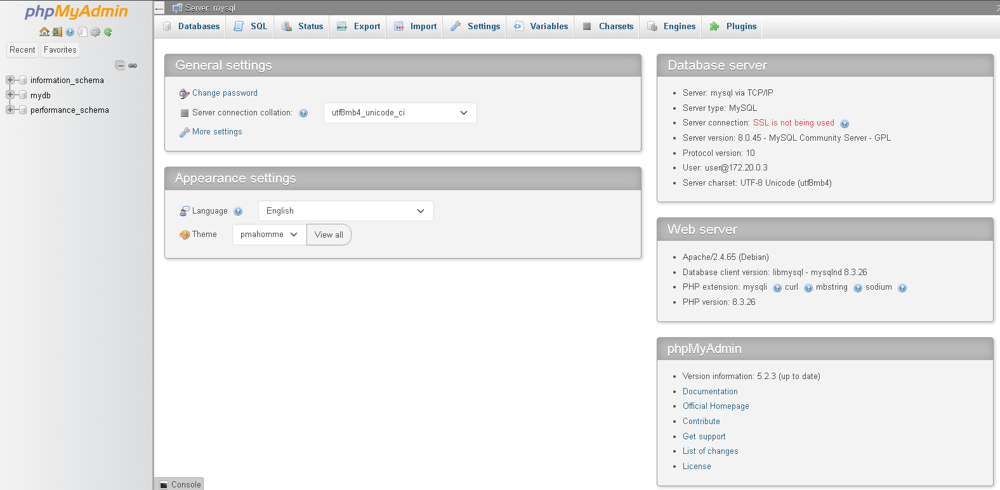 phpMyAdmin
Recent Favorites
information_schema
mydb
performance_schema
Server: mysql
Databases SQL Status Export Import Settings Variables Charsets Engines Plugins
General settings
Change password
Server connection collation: utf8mb4_unicode_ci
More settings
Appearance settings
Language English
Theme pmahomme View all
Database server
Server: mysql via TCP/IP
Server type: MySQL
Server connection: SSL is not being used
Server version: 8.0.45 - MySQL Community Server - GPL
Protocol version: 10
User: user@172.20.0.3
Server charset: UTF-8 Unicode (utf8mb4)
Web server
Apache/2.4.65 (Debian)
Database client version: libmysql - mysqlnd 8.3.26
PHP extension: mysqli curl mbstring sodium
PHP version: 8.3.26
phpMyAdmin
Version information: 5.2.3 (up to date)
Documentation
Official Homepage
Contribute
Get support
List of changes
License
Console